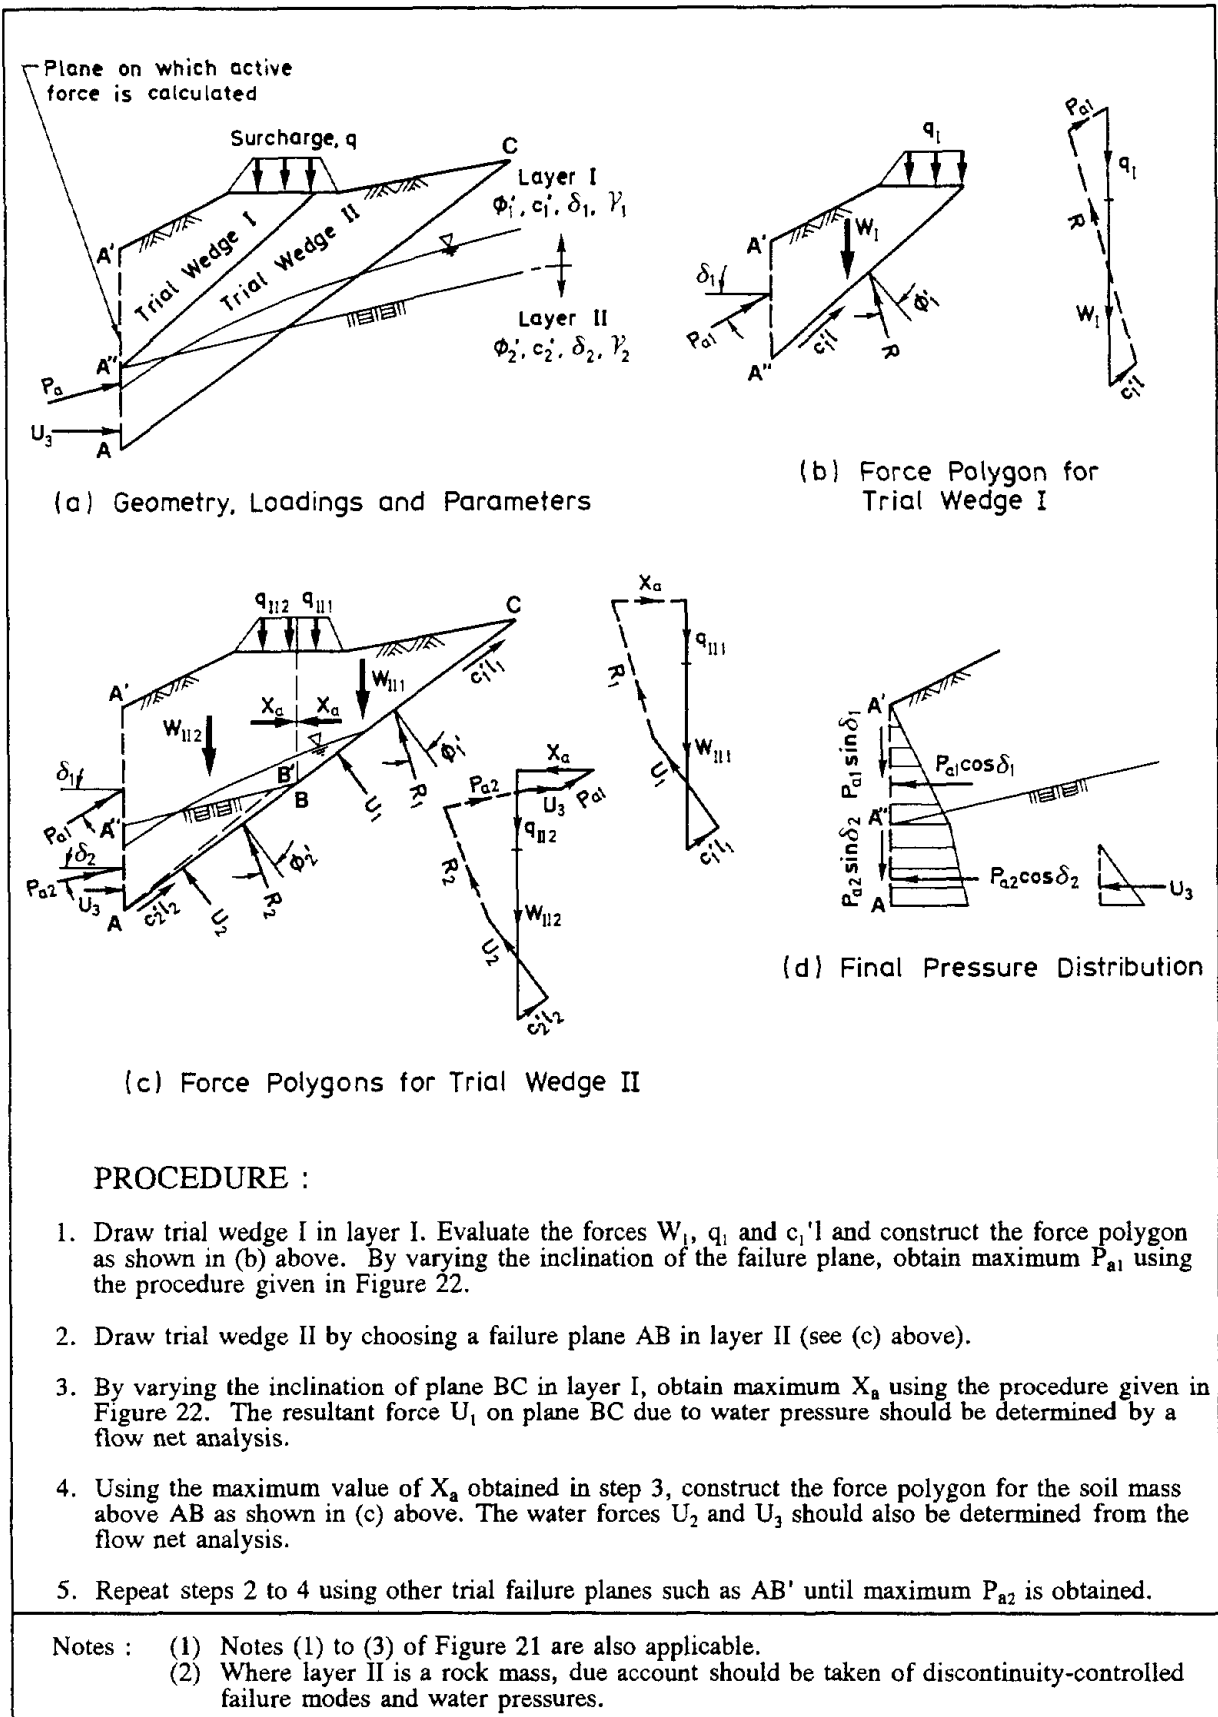 Plane on which active
force is calculated
Surcharge, q
C
Layer I
ϕ₁', c₁', δ₁, γ₁
A'
Trial Wedge I
Trial Wedge II
Layer II
ϕ₂', c₂', δ₂, γ₂
A''
Pₐ
U₃
A
(a) Geometry, Loadings and Parameters
q_I
A'
W_I
δ₁
ϕ₁'
Pₐ₁
c₁'l
R
A''
Pₐ₁
q_I
R
W_I
c₁'l
(b) Force Polygon for
Trial Wedge I
q_II2 q_II1
C
c₁'l₁
A'
W_II1
Xₐ Xₐ
W_II2
δ₁
B'
B
ϕ₁'
Pₐ₁
A''
U₁
R₁
δ₂
ϕ₂'
Pₐ₂
U₃
A
c₂'l₂
U₂
R₂
Xₐ
q_II1
R₁
W_II1
U₁
c₁'l₁
Xₐ
Pₐ₂
U₃
Pₐ₁
q_II2
R₂
W_II2
U₂
c₂'l₂
(c) Force Polygons for Trial Wedge II
A'
Pₐ₁ sinδ₁
Pₐ₁cosδ₁
A''
Pₐ₂ sinδ₂
Pₐ₂cosδ₂
U₃
A
(d) Final Pressure Distribution
PROCEDURE :
1. Draw trial wedge I in layer I. Evaluate the forces W_I, q_I and c₁'l and construct the force polygon
as shown in (b) above. By varying the inclination of the failure plane, obtain maximum Pₐ₁ using
the procedure given in Figure 22.
2. Draw trial wedge II by choosing a failure plane AB in layer II (see (c) above).
3. By varying the inclination of plane BC in layer I, obtain maximum Xₐ using the procedure given in
Figure 22. The resultant force U₁ on plane BC due to water pressure should be determined by a
flow net analysis.
4. Using the maximum value of Xₐ obtained in step 3, construct the force polygon for the soil mass
above AB as shown in (c) above. The water forces U₂ and U₃ should also be determined from the
flow net analysis.
5. Repeat steps 2 to 4 using other trial failure planes such as AB' until maximum Pₐ₂ is obtained.
Notes : (1) Notes (1) to (3) of Figure 21 are also applicable.
(2) Where layer II is a rock mass, due account should be taken of discontinuity-controlled
failure modes and water pressures.